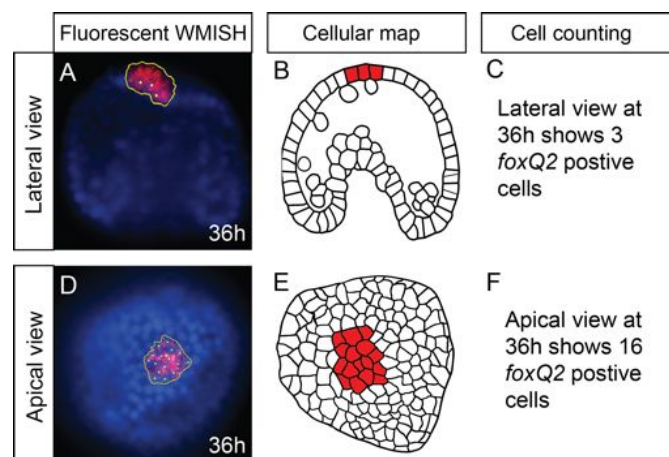 Fluorescent WMISH
Cellular map
Cell counting
Lateral view
A
36h
B
C
Lateral view at
36h shows 3
foxQ2 postive
cells
Apical view
D
36h
E
F
Apical view at
36h shows 16
foxQ2 postive
cells